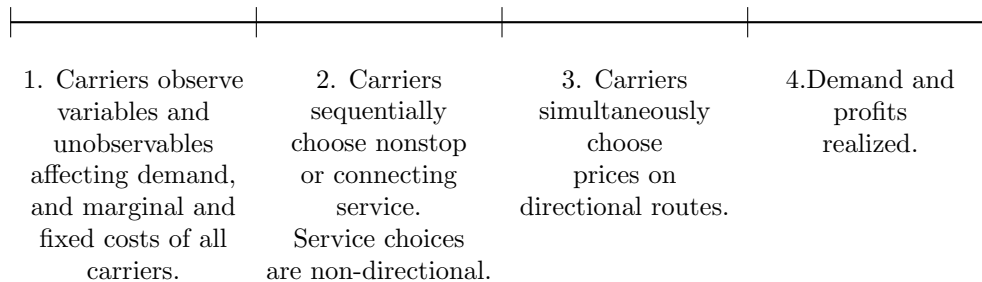 1. Carriers observe
variables and
unobservables
affecting demand,
and marginal and
fixed costs of all
carriers.
2. Carriers
sequentially
choose nonstop
or connecting
service.
Service choices
are non-directional.
3. Carriers
simultaneously
choose
prices on
directional routes.
4.Demand and
profits
realized.